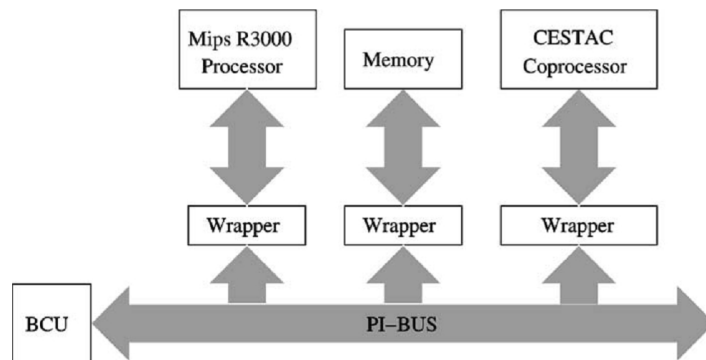 Mips R3000
Processor
Memory
CESTAC
Coprocessor
Wrapper
Wrapper
Wrapper
BCU
PI-BUS